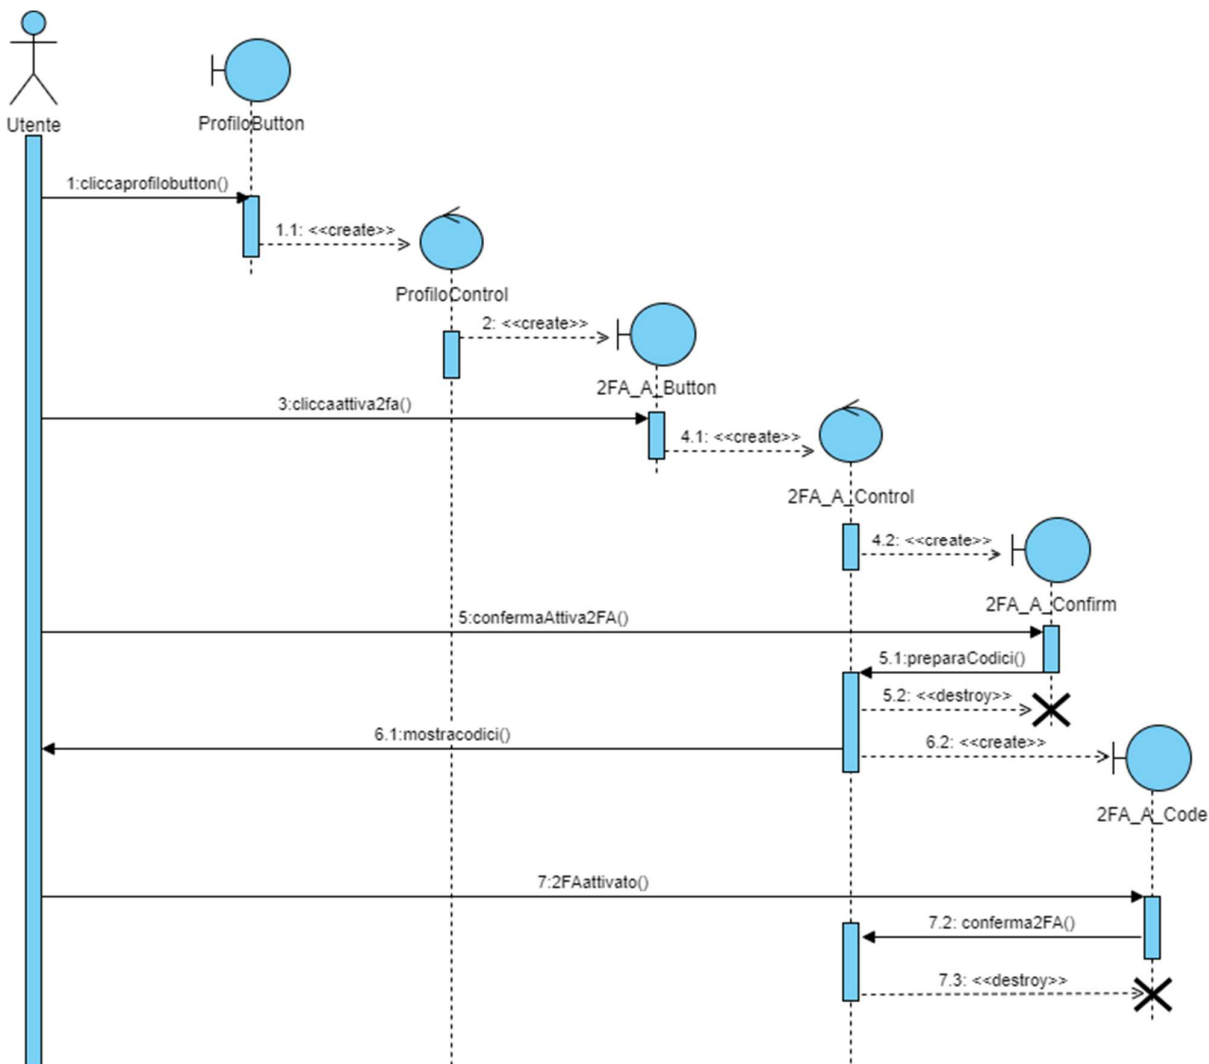 Utente
ProfiloButton
1:cliccaprofilobutton()
1.1: <<create>>
ProfiloControl
2: <<create>>
2FA_A_Button
3:cliccaattiva2fa()
4.1: <<create>>
2FA_A_Control
4.2: <<create>>
2FA_A_Confirm
5:confermaAttiva2FA()
5.1:preparaCodici()
5.2: <<destroy>>
6.1:mostracodici()
6.2: <<create>>
2FA_A_Code
7:2FAattivato()
7.2: conferma2FA()
7.3: <<destroy>>